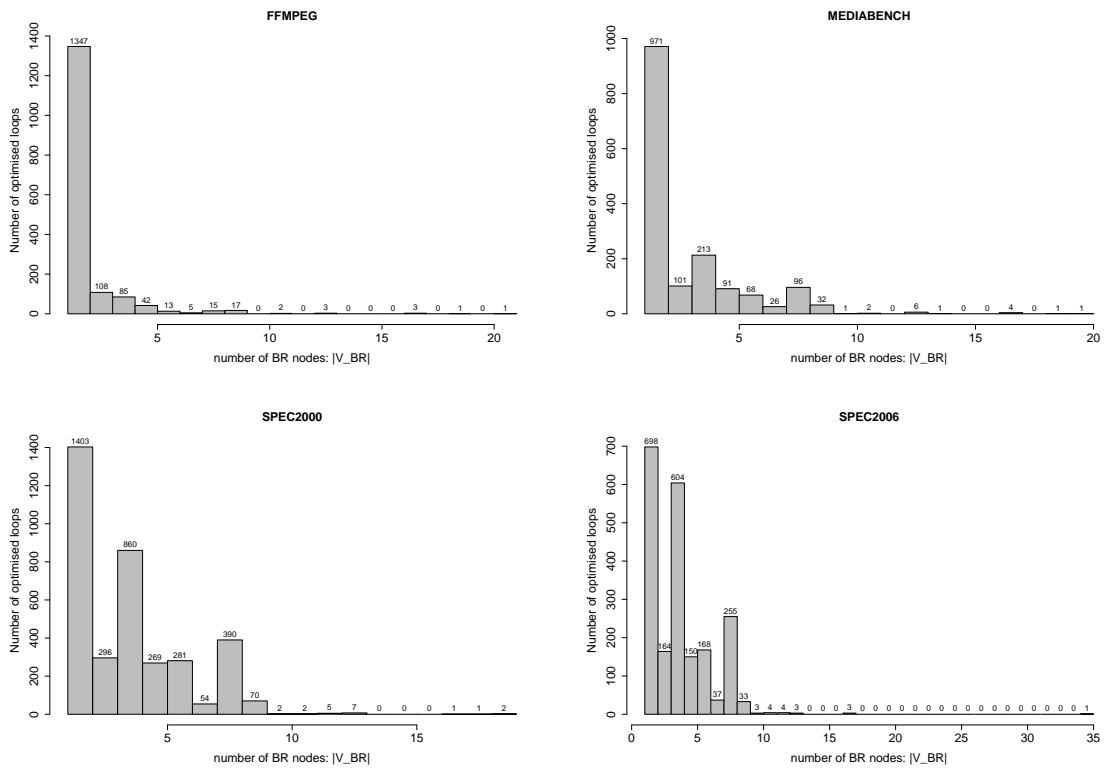 FFMPEG
Number of optimised loops
0 200 400 600 800 1000 1200 1400
1347 108 85 42 13 5 15 17 0 2 0 3 0 0 0 3 0 1 0 1
5 10 15 20
number of BR nodes: |V_BR|
MEDIABENCH
Number of optimised loops
0 200 400 600 800 1000
971 101 213 91 68 26 96 32 1 2 0 6 1 0 0 4 0 1 1
5 10 15 20
number of BR nodes: |V_BR|
SPEC2000
Number of optimised loops
0 200 400 600 800 1000 1200 1400
1403 296 860 269 281 54 390 70 2 2 5 7 0 0 0 1 1 2
5 10 15
number of BR nodes: |V_BR|
SPEC2006
Number of optimised loops
0 100 200 300 400 500 600 700
698 164 604 150 168 37 255 33 3 4 4 3 0 0 0 3 0 0 0 0 0 0 0 0 0 0 0 0 0 0 0 0 0 1
0 5 10 15 20 25 30 35
number of BR nodes: |V_BR|